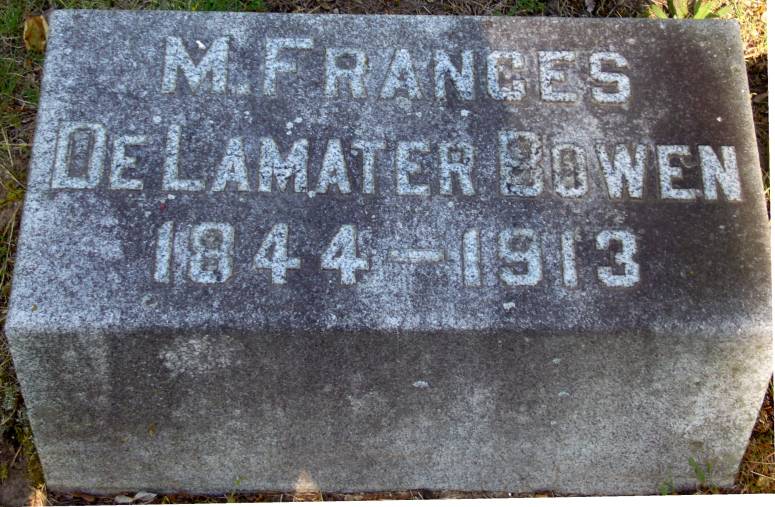 M. FRANCES
DE LAMATER BOWEN
1844-1913